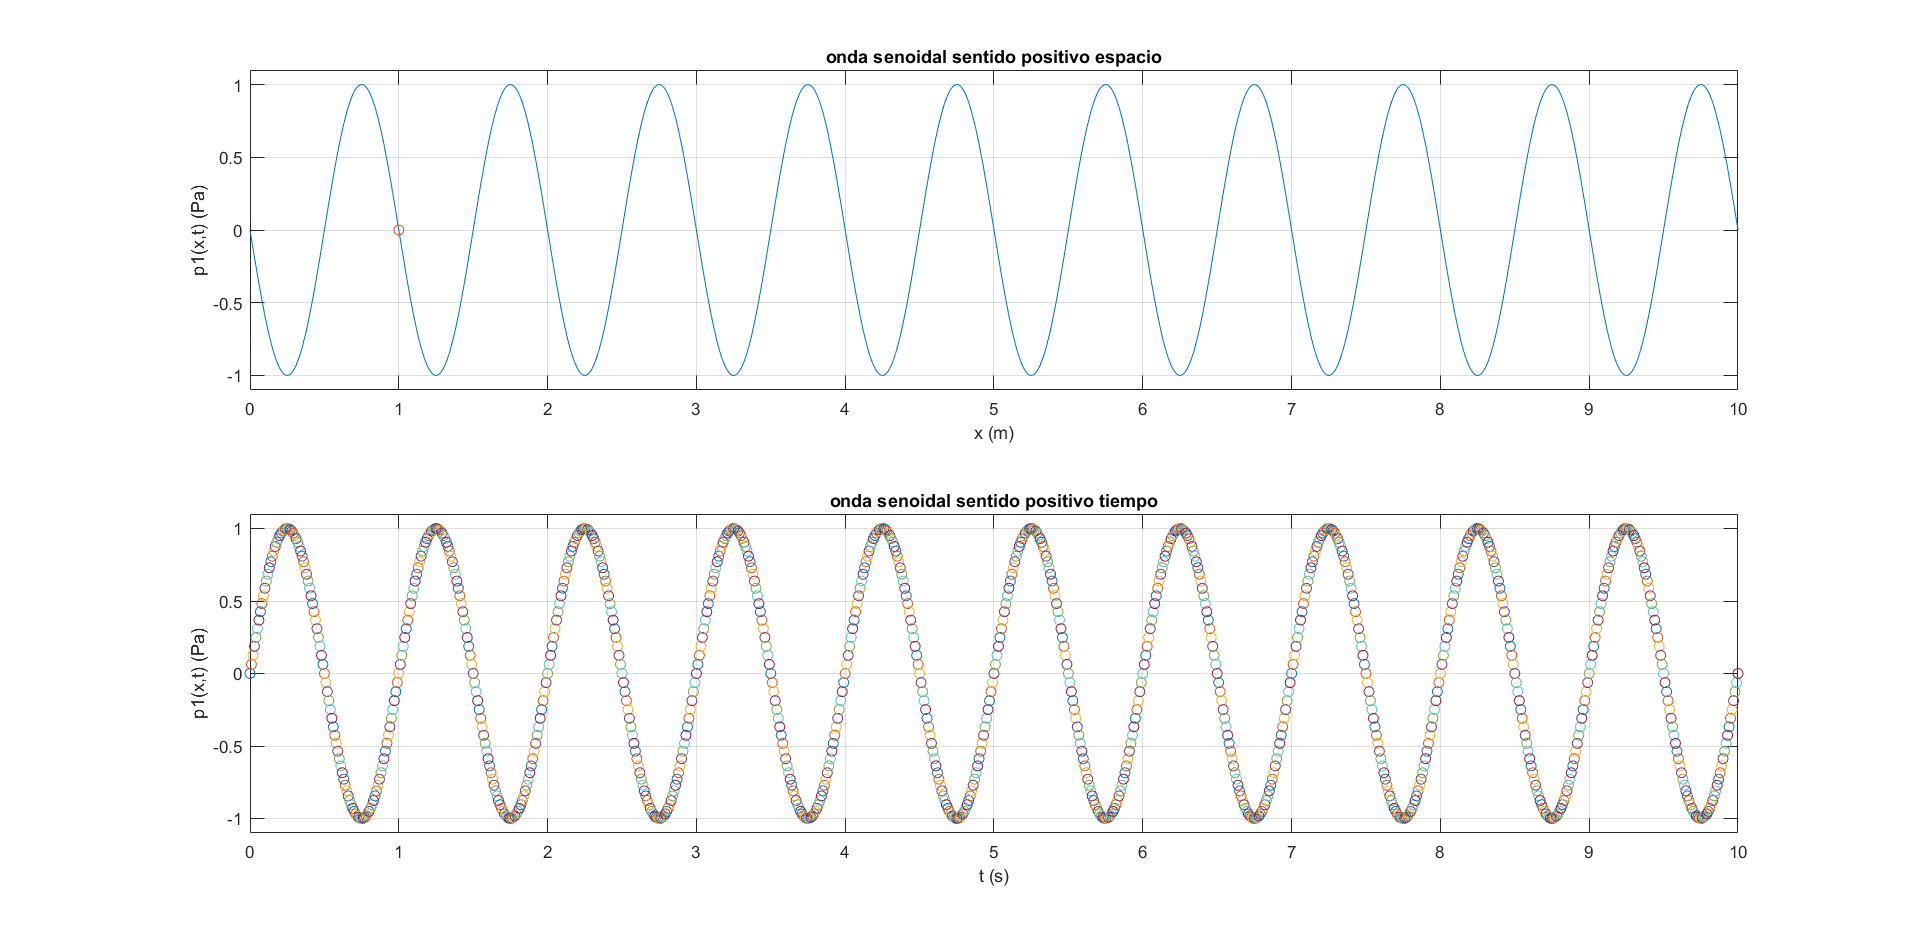 onda senoidal sentido positivo espacio
p1(x,t) (Pa)
1
0.5
0
-0.5
-1
0 1 2 3 4 5 6 7 8 9 10
x (m)
onda senoidal sentido positivo tiempo
p1(x,t) (Pa)
1
0.5
0
-0.5
-1
0 1 2 3 4 5 6 7 8 9 10
t (s)